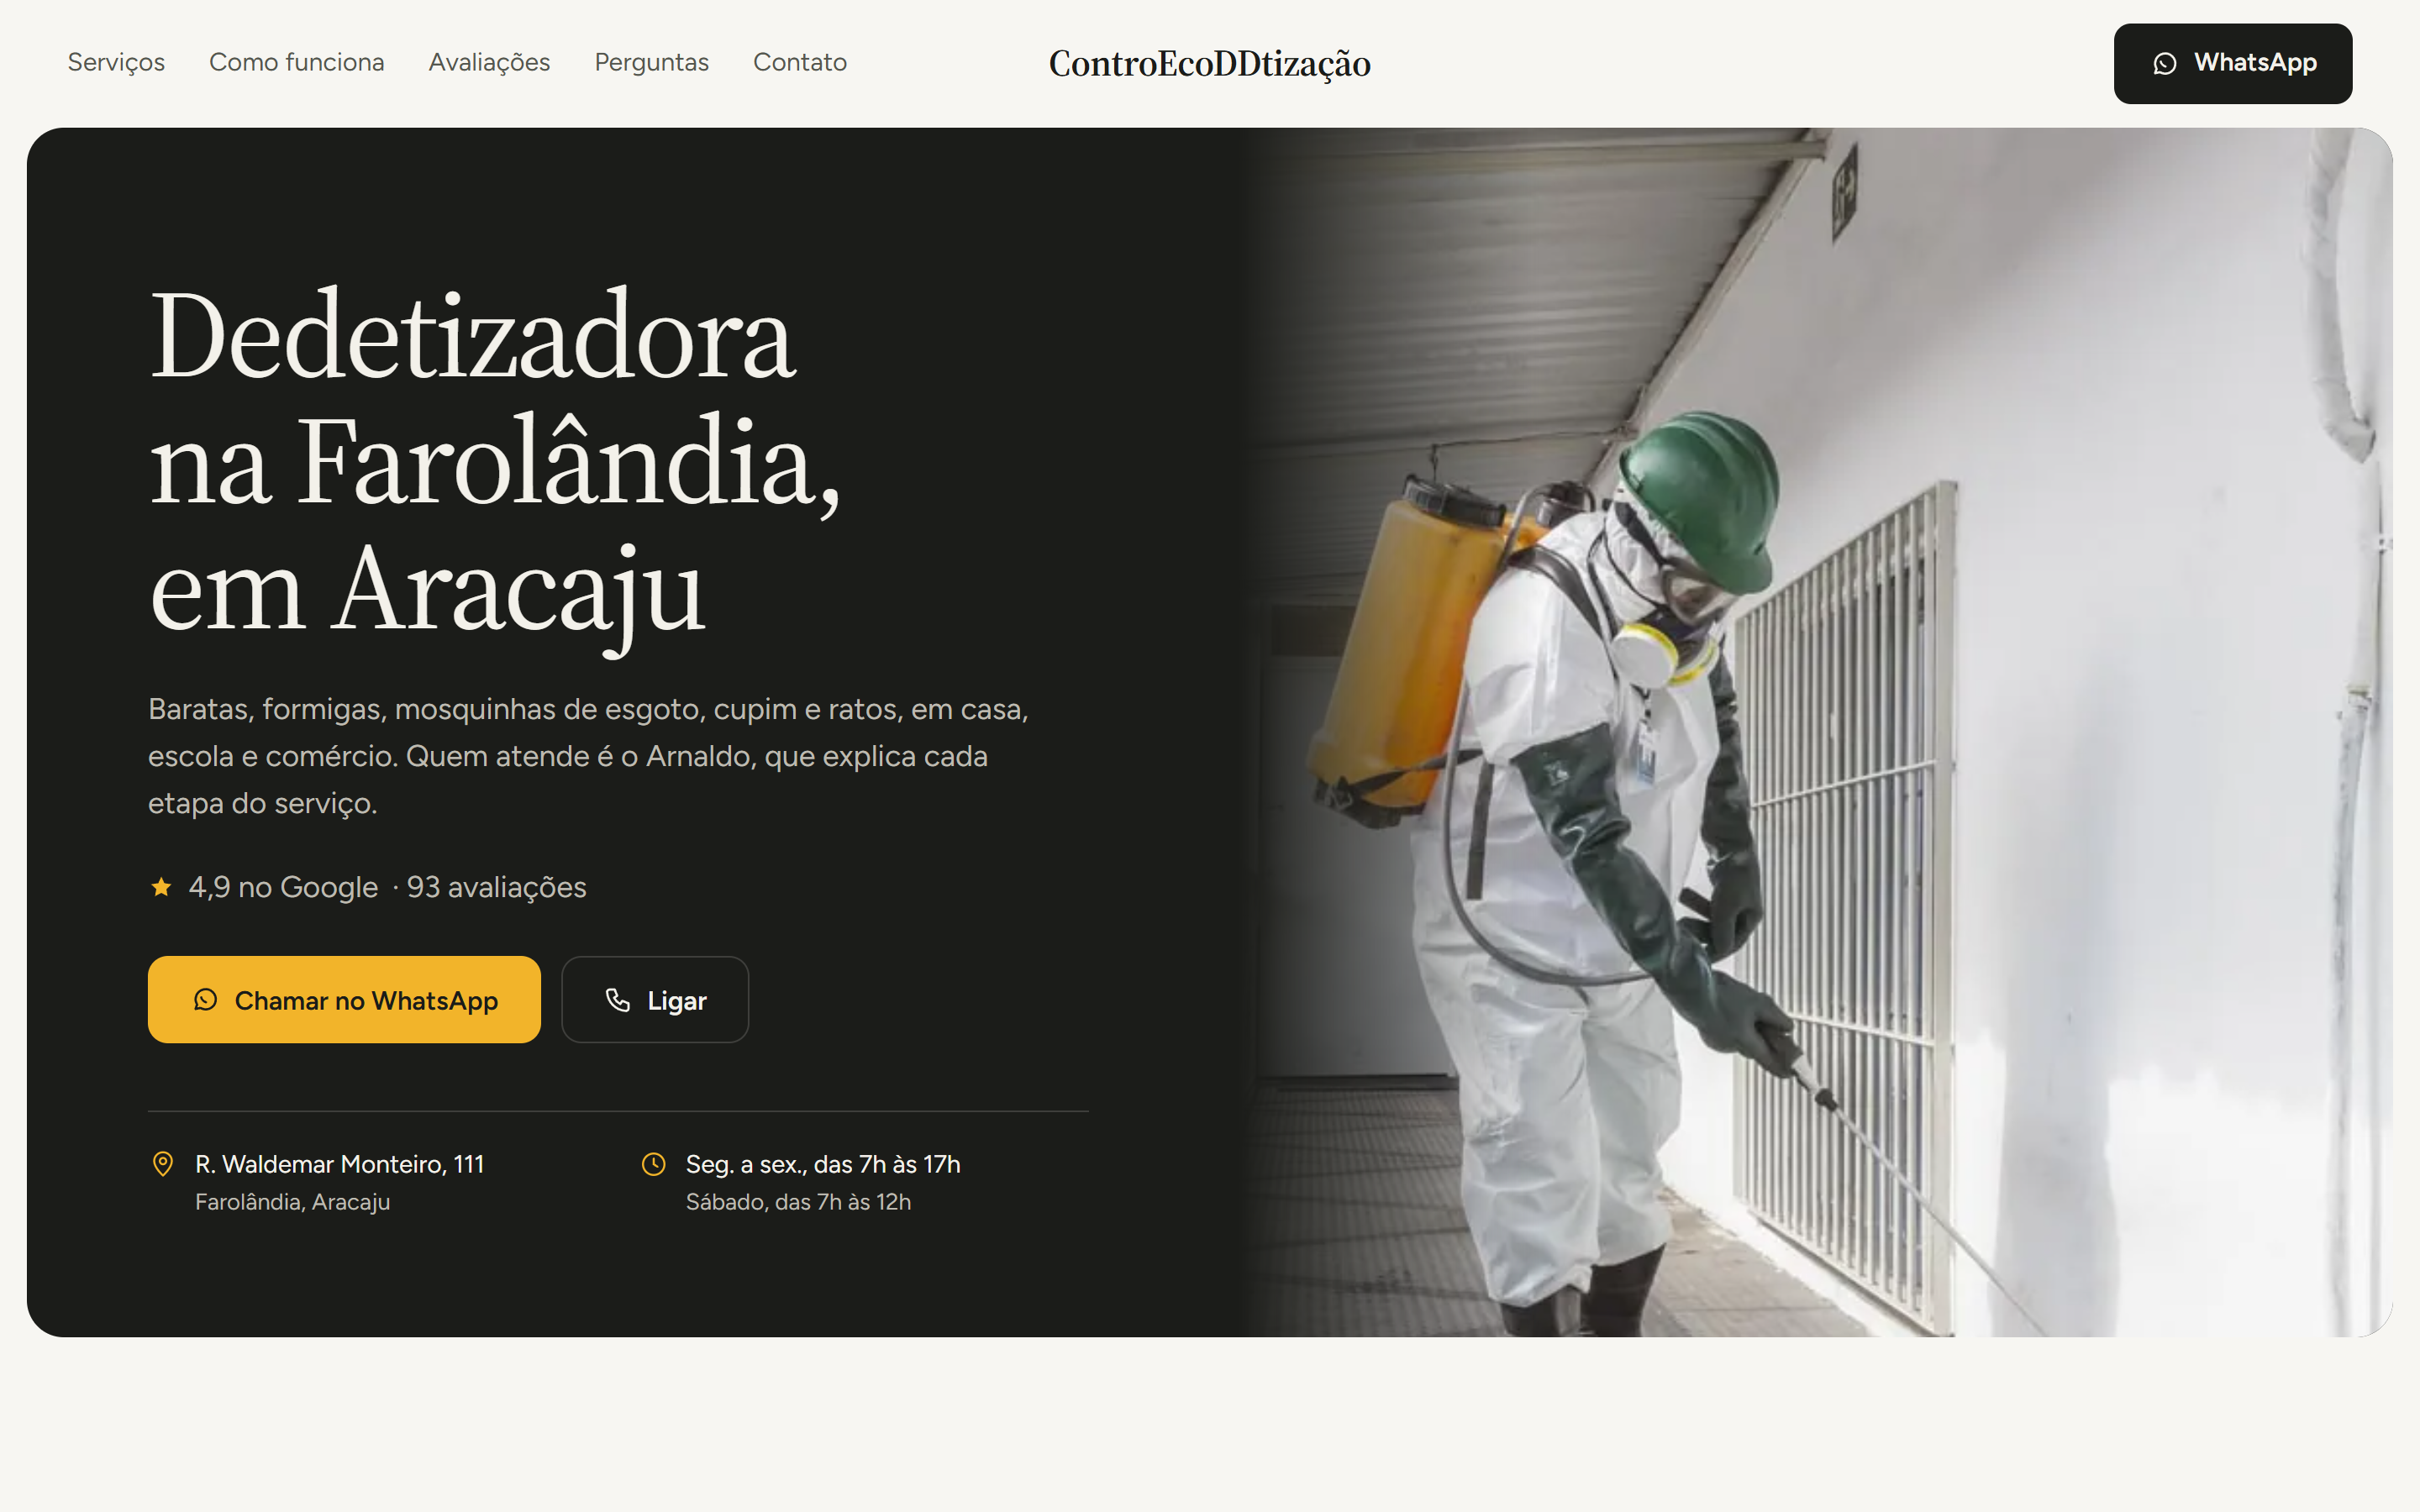 Serviços
Como funciona
Avaliações
Perguntas
Contato
ControEcoDDtização
WhatsApp
Dedetizadora
na Farolândia,
em Aracaju
Baratas, formigas, mosquinhas de esgoto, cupim e ratos, em casa,
escola e comércio. Quem atende é o Arnaldo, que explica cada
etapa do serviço.
4,9 no Google · 93 avaliações
Chamar no WhatsApp
Ligar
R. Waldemar Monteiro, 111
Farolândia, Aracaju
Seg. a sex., das 7h às 17h
Sábado, das 7h às 12h